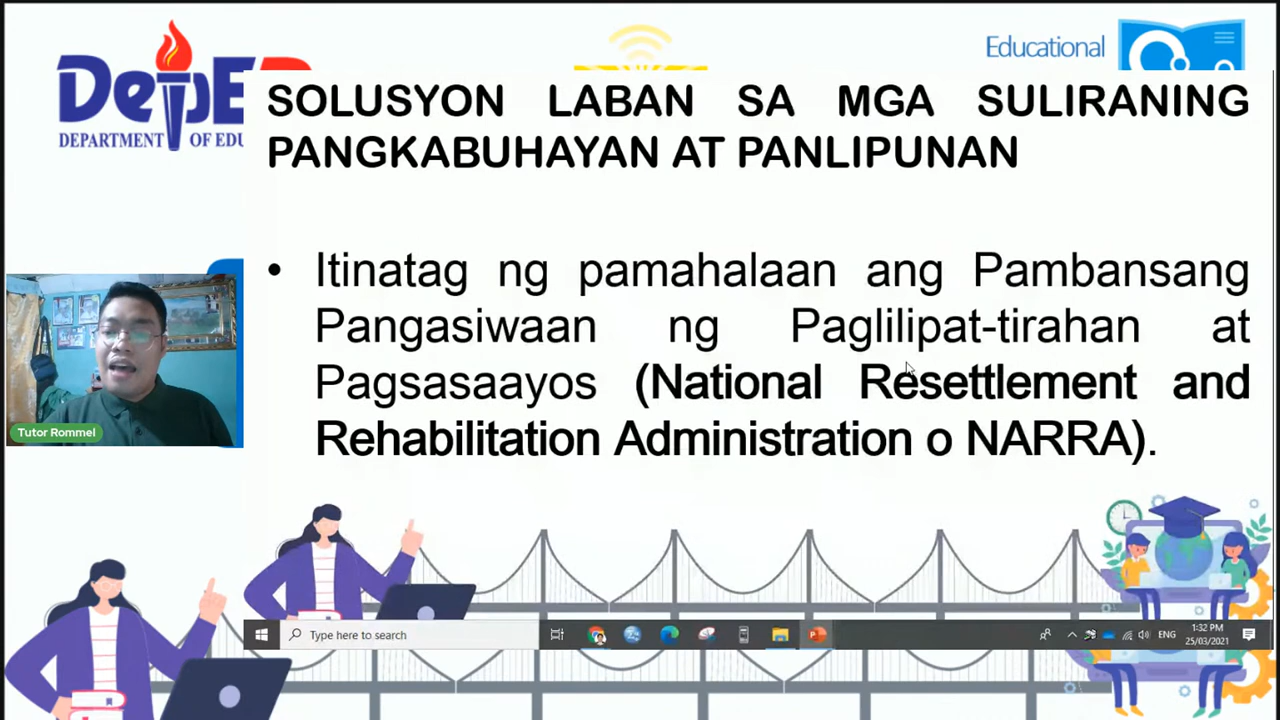 DepED
DEPARTMENT OF EDU
Educational
SOLUSYON LABAN SA MGA SULIRANING
PANGKABUHAYAN AT PANLIPUNAN
• Itinatag ng pamahalaan ang Pambansang
Pangasiwaan ng Paglilipat-tirahan at
Pagsasaayos (National Resettlement and
Rehabilitation Administration o NARRA).
Tutor Rommel
Type here to search
ENG
1:32 PM
25/03/2021